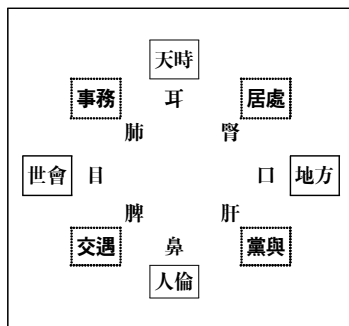 天時
事務 耳 居處
肺 腎
世會 目 口 地方
脾 肝
交遇 鼻 黨與
人倫